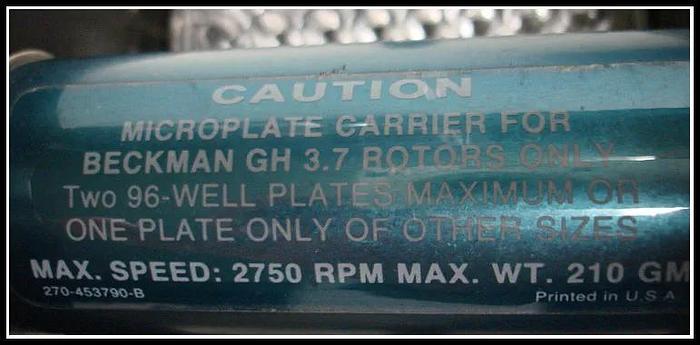 CAUTION
MICROPLATE CARRIER FOR
BECKMAN GH 3.7 ROTORS ONLY
Two 96-WELL PLATES MAXIMUM OR
ONE PLATE ONLY OF OTHER SIZES
MAX. SPEED: 2750 RPM MAX. WT. 210 GM
270-453790-B
Printed in U.S.A